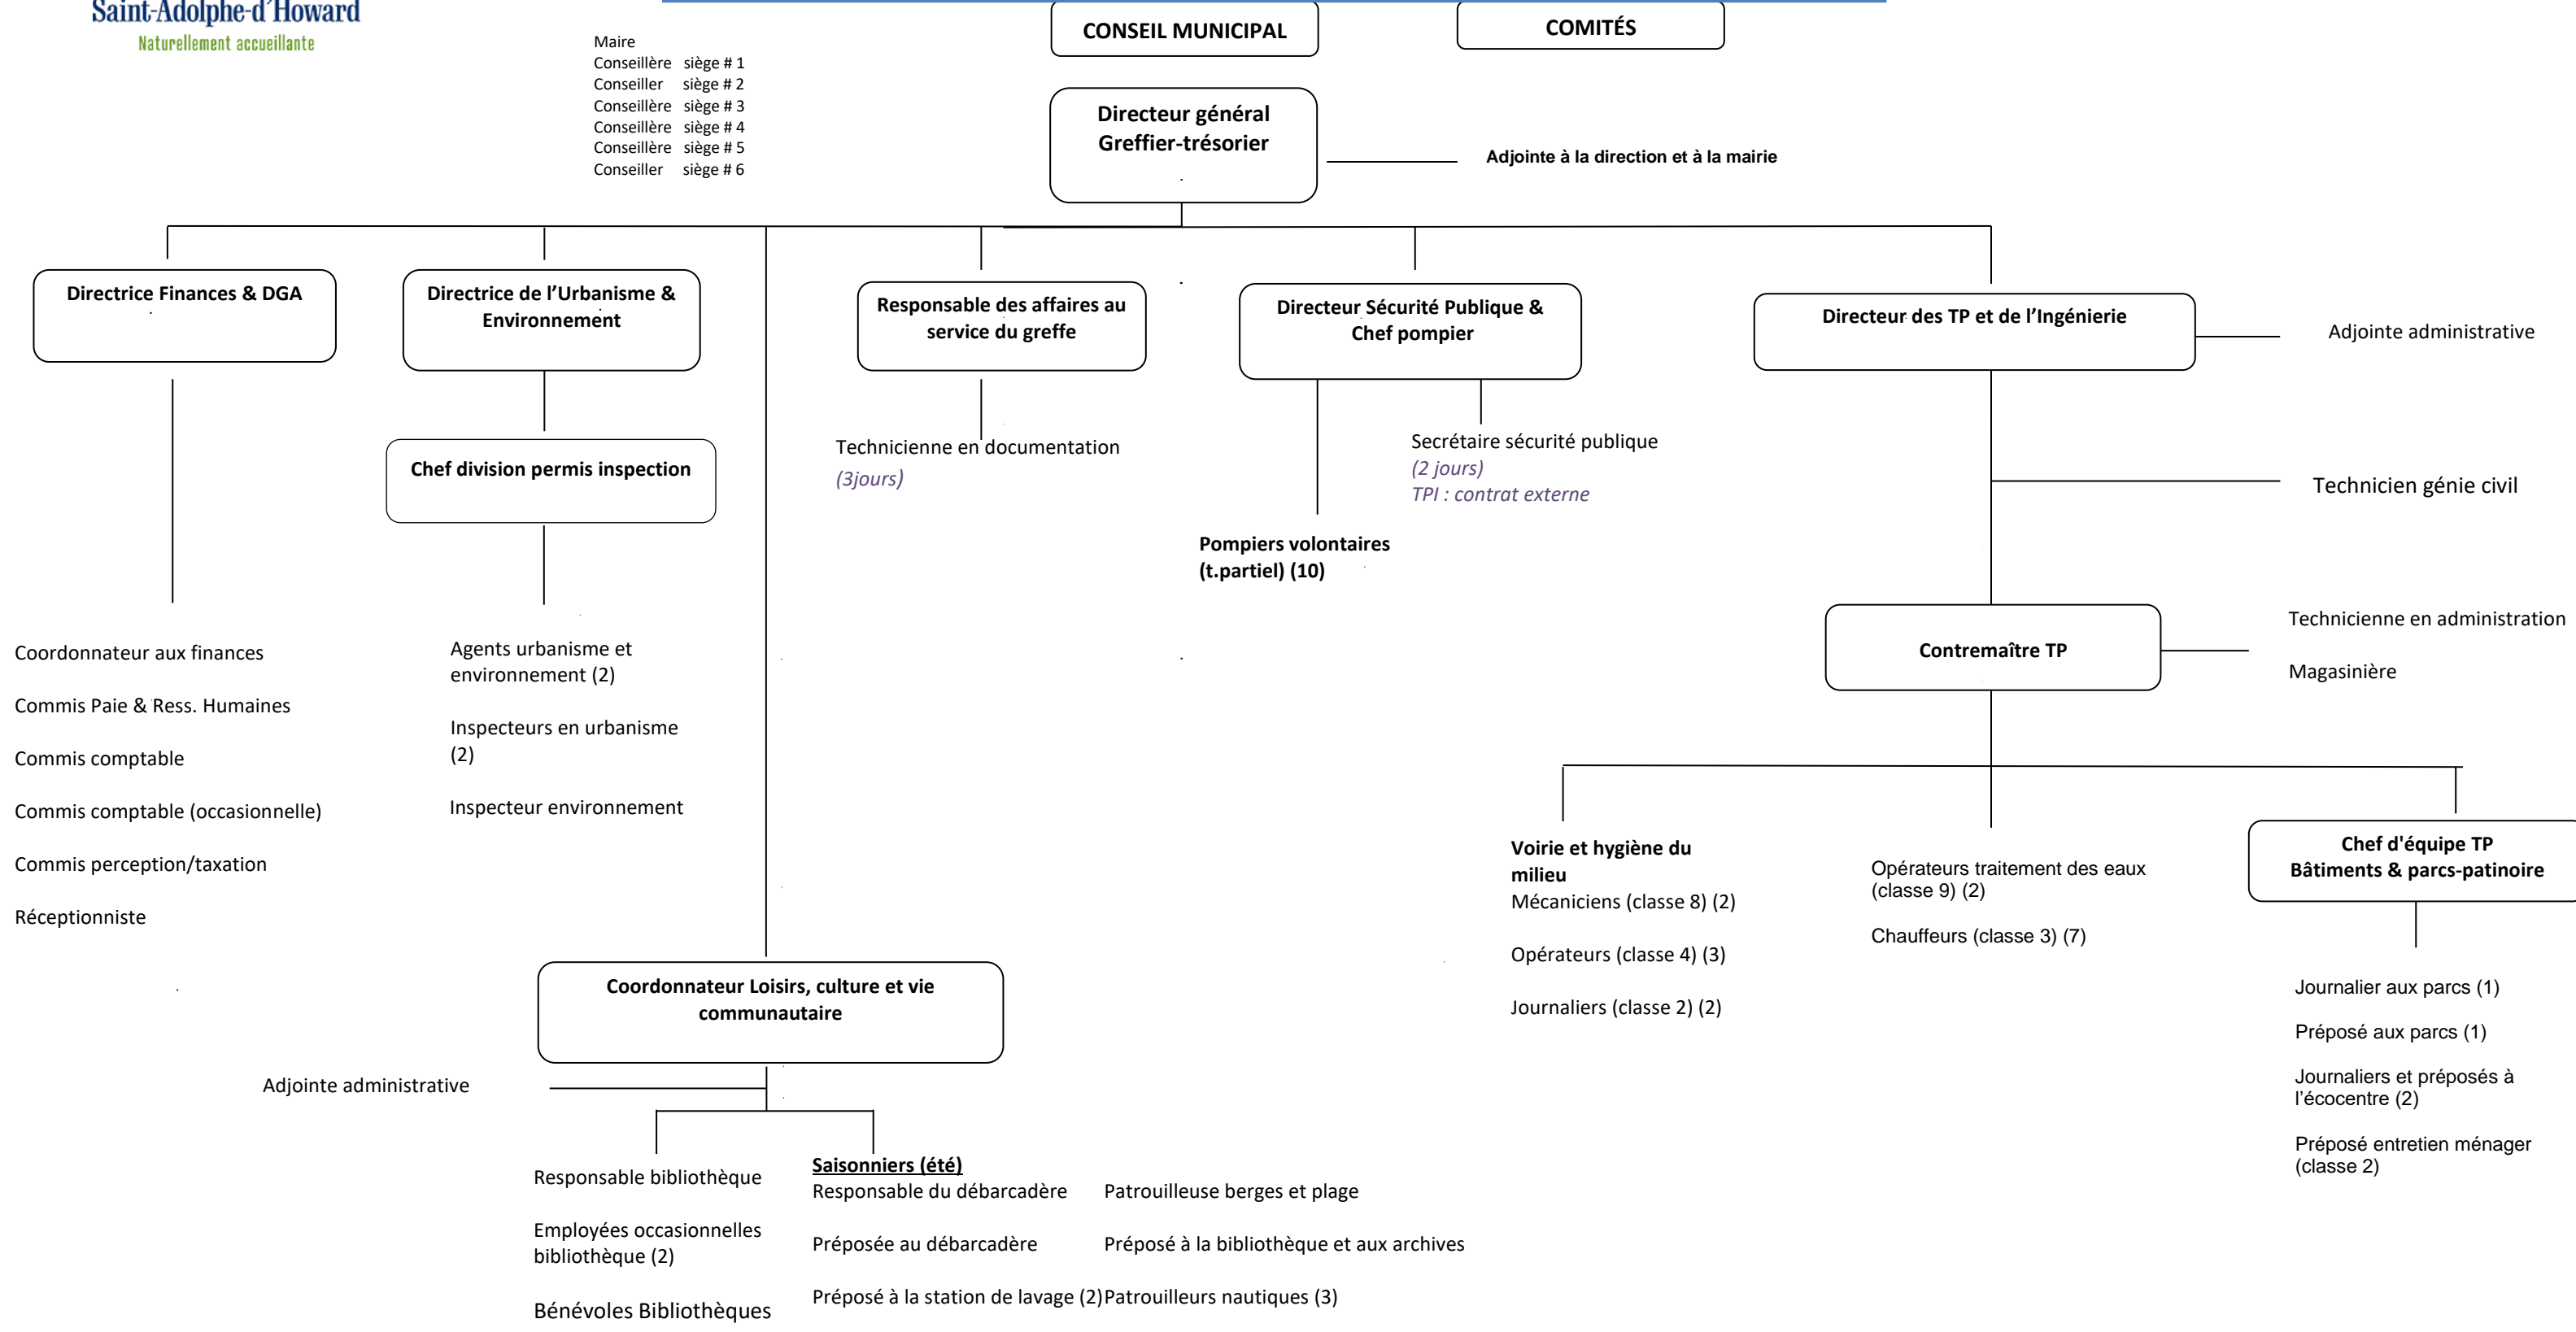 Saint-Adolphe-d'Howard
Naturellement accueillante
CONSEIL MUNICIPAL
COMITÉS
Maire
Conseillère siège # 1
Conseiller siège # 2
Conseillère siège # 3
Conseillère siège # 4
Conseillère siège # 5
Conseiller siège # 6
Directeur général
Greffier-trésorier
Adjointe à la direction et à la mairie
Directrice Finances & DGA
Directrice de l'Urbanisme &
Environnement
Responsable des affaires au
service du greffe
Directeur Sécurité Publique &
Chef pompier
Directeur des TP et de l'Ingénierie
Adjointe administrative
Chef division permis inspection
Technicienne en documentation
(3jours)
Secrétaire sécurité publique
(2 jours)
TPI : contrat externe
Technicien génie civil
Pompiers volontaires
(t.partiel) (10)
Contremaître TP
Technicienne en administration
Magasinière
Coordonnateur aux finances
Commis Paie & Ress. Humaines
Commis comptable
Commis comptable (occasionnelle)
Commis perception/taxation
Réceptionniste
Agents urbanisme et
environnement (2)
Inspecteurs en urbanisme
(2)
Inspecteur environnement
Voirie et hygiène du
milieu
Mécaniciens (classe 8) (2)
Opérateurs (classe 4) (3)
Journaliers (classe 2) (2)
Opérateurs traitement des eaux
(classe 9) (2)
Chauffeurs (classe 3) (7)
Chef d'équipe TP
Bâtiments & parcs-patinoire
Journalier aux parcs (1)
Préposé aux parcs (1)
Journaliers et préposés à
l'écocentre (2)
Préposé entretien ménager
(classe 2)
Coordonnateur Loisirs, culture et vie
communautaire
Adjointe administrative
Responsable bibliothèque
Employées occasionnelles
bibliothèque (2)
Bénévoles Bibliothèques
Saisonniers (été)
Responsable du débarcadère
Préposée au débarcadère
Préposé à la station de lavage (2)
Patrouilleuse berges et plage
Préposé à la bibliothèque et aux archives
Patrouilleurs nautiques (3)